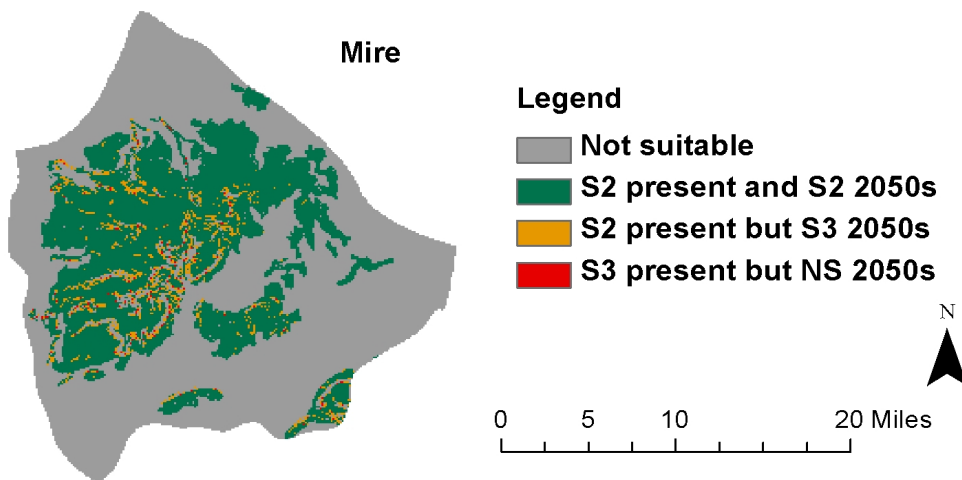 Mire
Legend
Not suitable
S2 present and S2 2050s
S2 present but S3 2050s
S3 present but NS 2050s
N
0 5 10 20 Miles